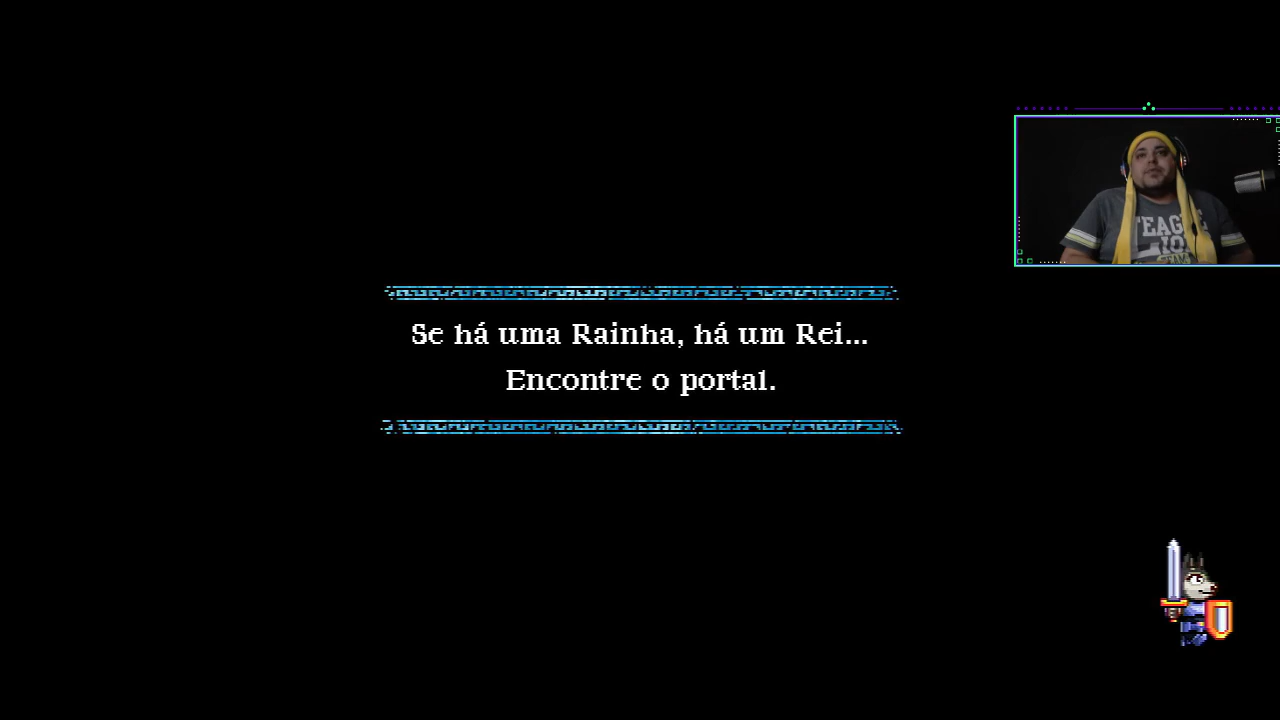 Se há uma Rainha, há um Rei...
Encontre o portal.